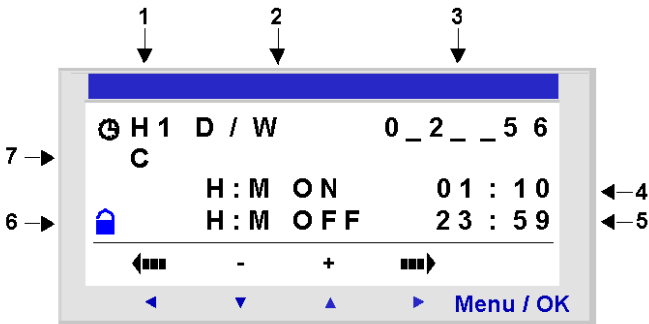 1 2 3
H1 D / W 0_2__56
7 C
H:M ON 01:10 4
6 H:M OFF 23:59 5
- +
Menu / OK